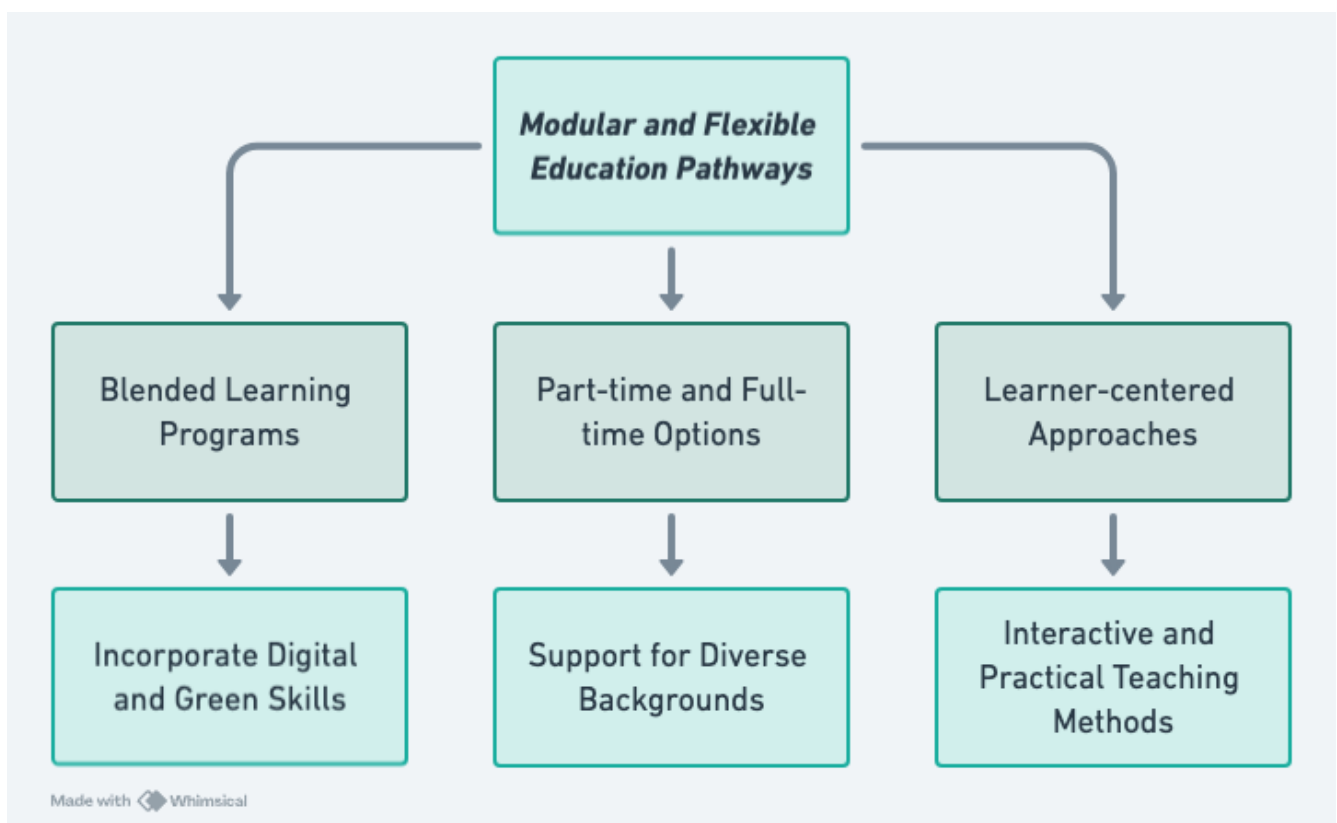 Modular and Flexible
Education Pathways
Blended Learning
Programs
Part-time and Full-
time Options
Learner-centered
Approaches
Incorporate Digital
and Green Skills
Support for Diverse
Backgrounds
Interactive and
Practical Teaching
Methods
Made with Whimsical